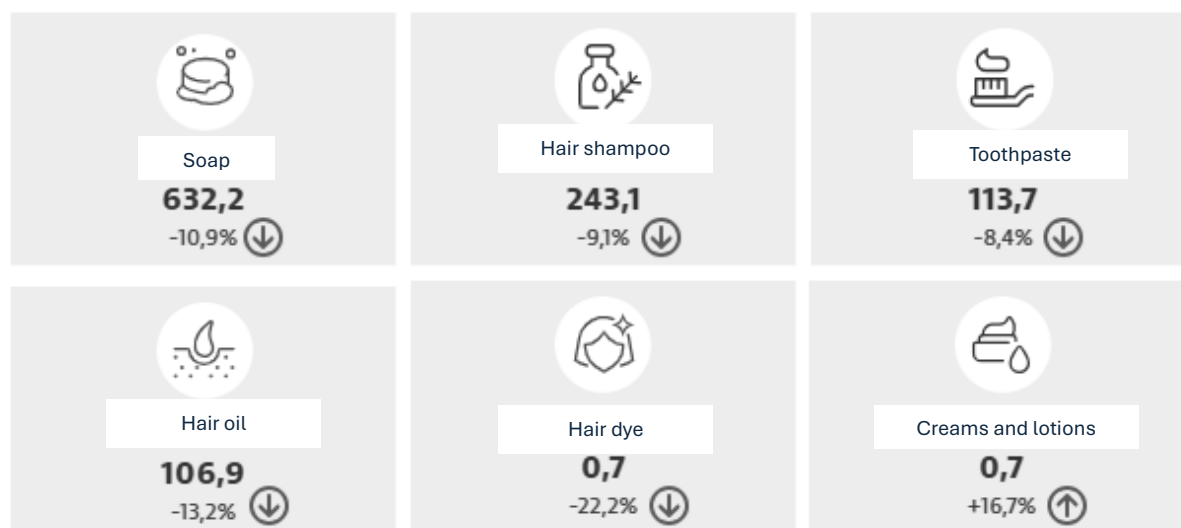 Soap
632,2
-10,9%
Hair shampoo
243,1
-9,1%
Toothpaste
113,7
-8,4%
Hair oil
106,9
-13,2%
Hair dye
0,7
-22,2%
Creams and lotions
0,7
+16,7%